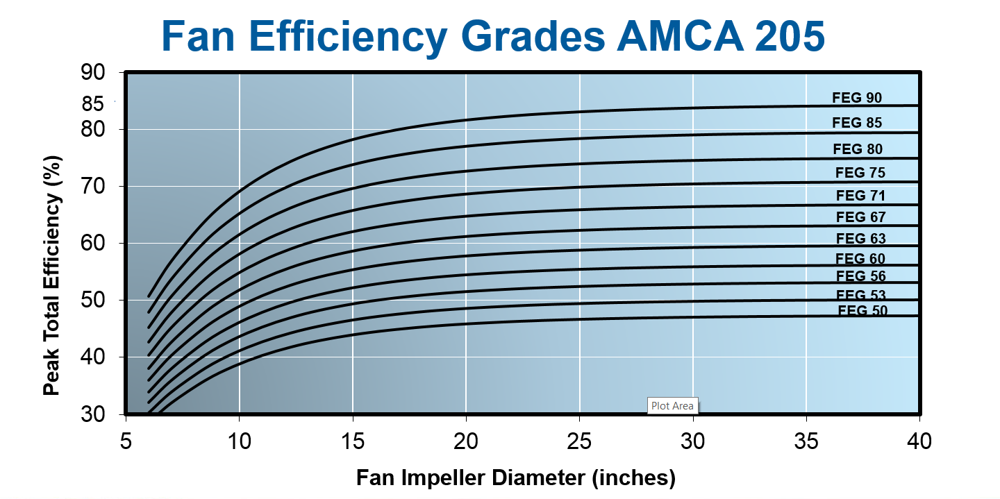 Fan Efficiency Grades AMCA 205
90
85
80
70
60
50
40
30
Peak Total Efficiency (%)
FEG 90
FEG 85
FEG 80
FEG 75
FEG 71
FEG 67
FEG 63
FEG 60
FEG 56
FEG 53
FEG 50
Plot Area
5 10 15 20 25 30 35 40
Fan Impeller Diameter (inches)